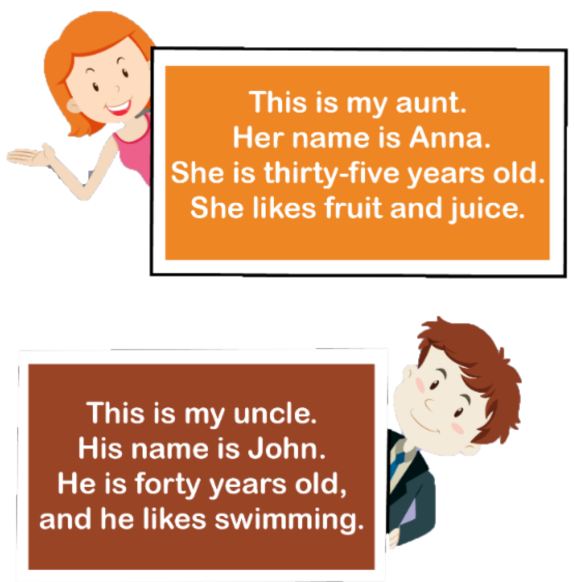 This is my aunt.
Her name is Anna.
She is thirty-five years old.
She likes fruit and juice.
This is my uncle.
His name is John.
He is forty years old,
and he likes swimming.